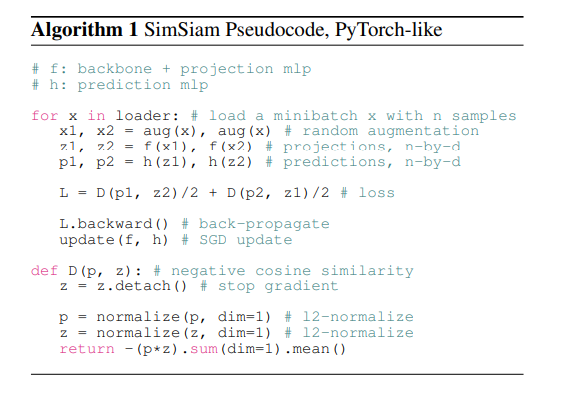 Algorithm 1 SimSiam Pseudocode, PyTorch-like
# f: backbone + projection mlp
# h: prediction mlp
for x in loader: # load a minibatch x with n samples
x1, x2 = aug(x), aug(x) # random augmentation
z1, z2 = f(x1), f(x2) # projections, n-by-d
p1, p2 = h(z1), h(z2) # predictions, n-by-d
L = D(p1, z2)/2 + D(p2, z1)/2 # loss
L.backward() # back-propagate
update(f, h) # SGD update
def D(p, z): # negative cosine similarity
z = z.detach() # stop gradient
p = normalize(p, dim=1) # l2-normalize
z = normalize(z, dim=1) # l2-normalize
return -(p*z).sum(dim=1).mean()